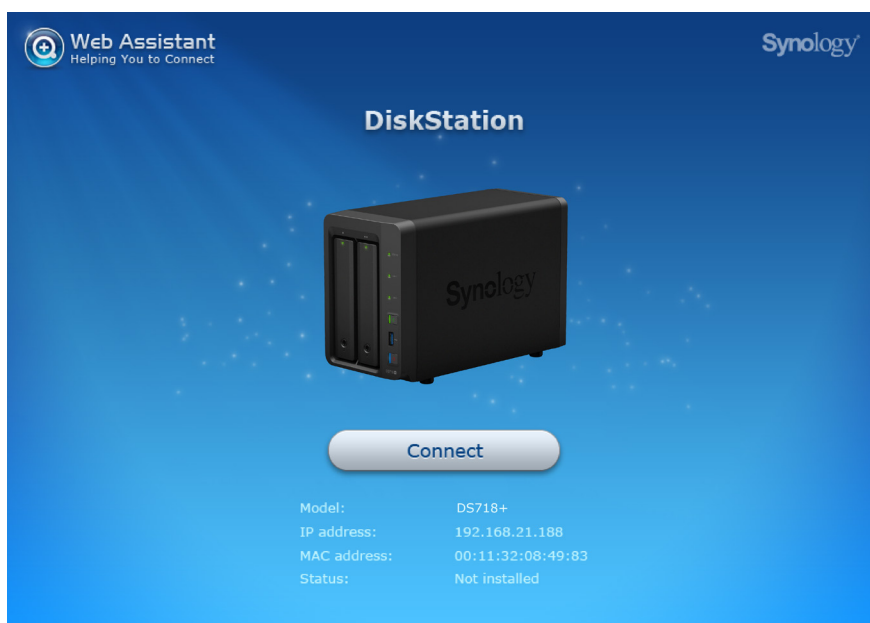 Web Assistant
Helping You to Connect
Synology
DiskStation
Synology
Connect
Model: DS718+
IP address: 192.168.21.188
MAC address: 00:11:32:08:49:83
Status: Not installed